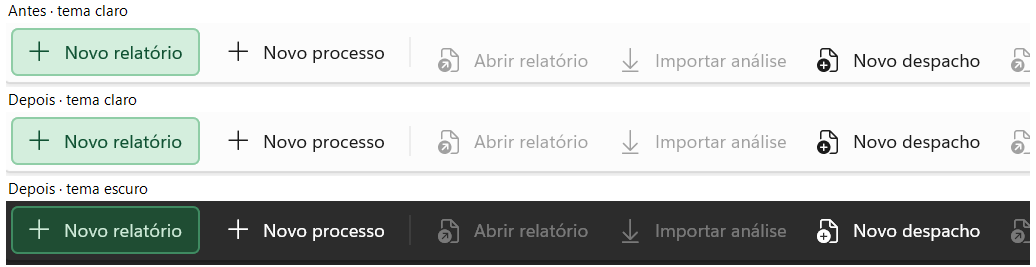 Antes · tema claro
Novo relatório Novo processo Abrir relatório Importar análise Novo despacho
Depois · tema claro
Novo relatório Novo processo Abrir relatório Importar análise Novo despacho
Depois · tema escuro
Novo relatório Novo processo Abrir relatório Importar análise Novo despacho